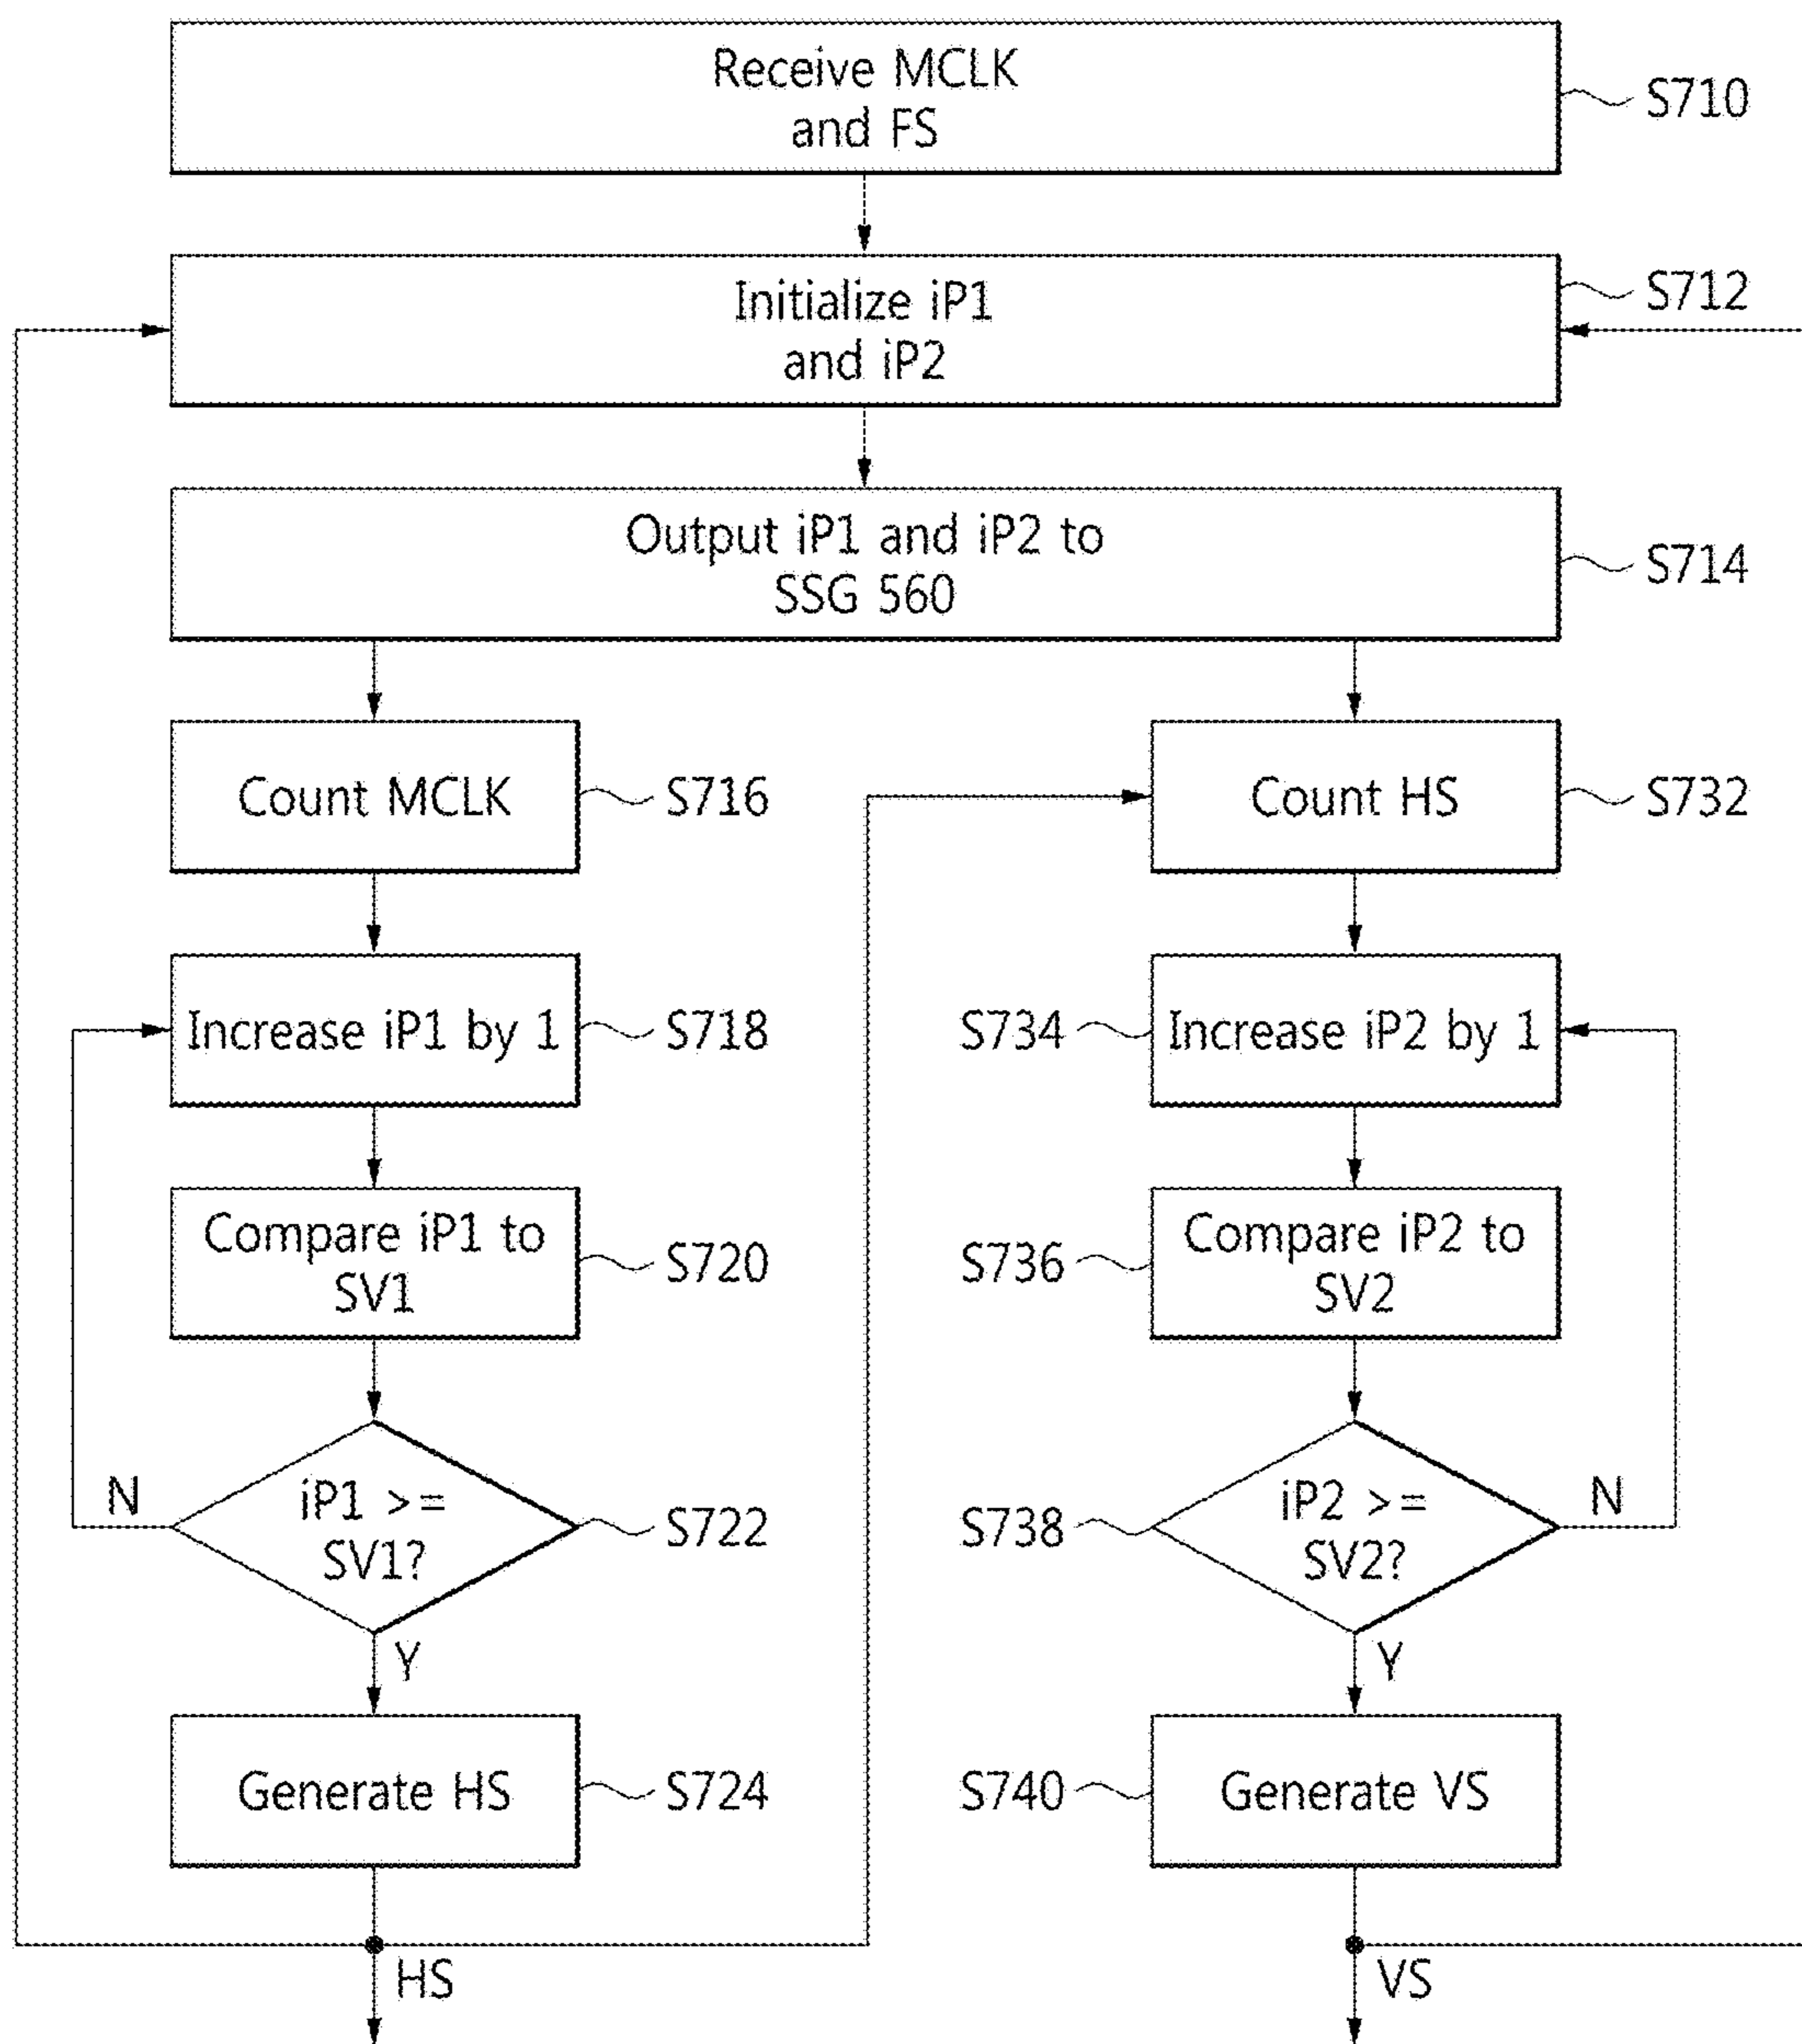 Receive MCLK
and FS
S710
Initialize iP1
and iP2
S712
Output iP1 and iP2 to
SSG 560
S714
Count MCLK
S716
Count HS
S732
Increase iP1 by 1
S718
S734
Increase iP2 by 1
Compare iP1 to
SV1
S720
S736
Compare iP2 to
SV2
N
iP1 >=
SV1?
S722
S738
iP2 >=
SV2?
N
Y
Y
Generate HS
S724
S740
Generate VS
HS
VS